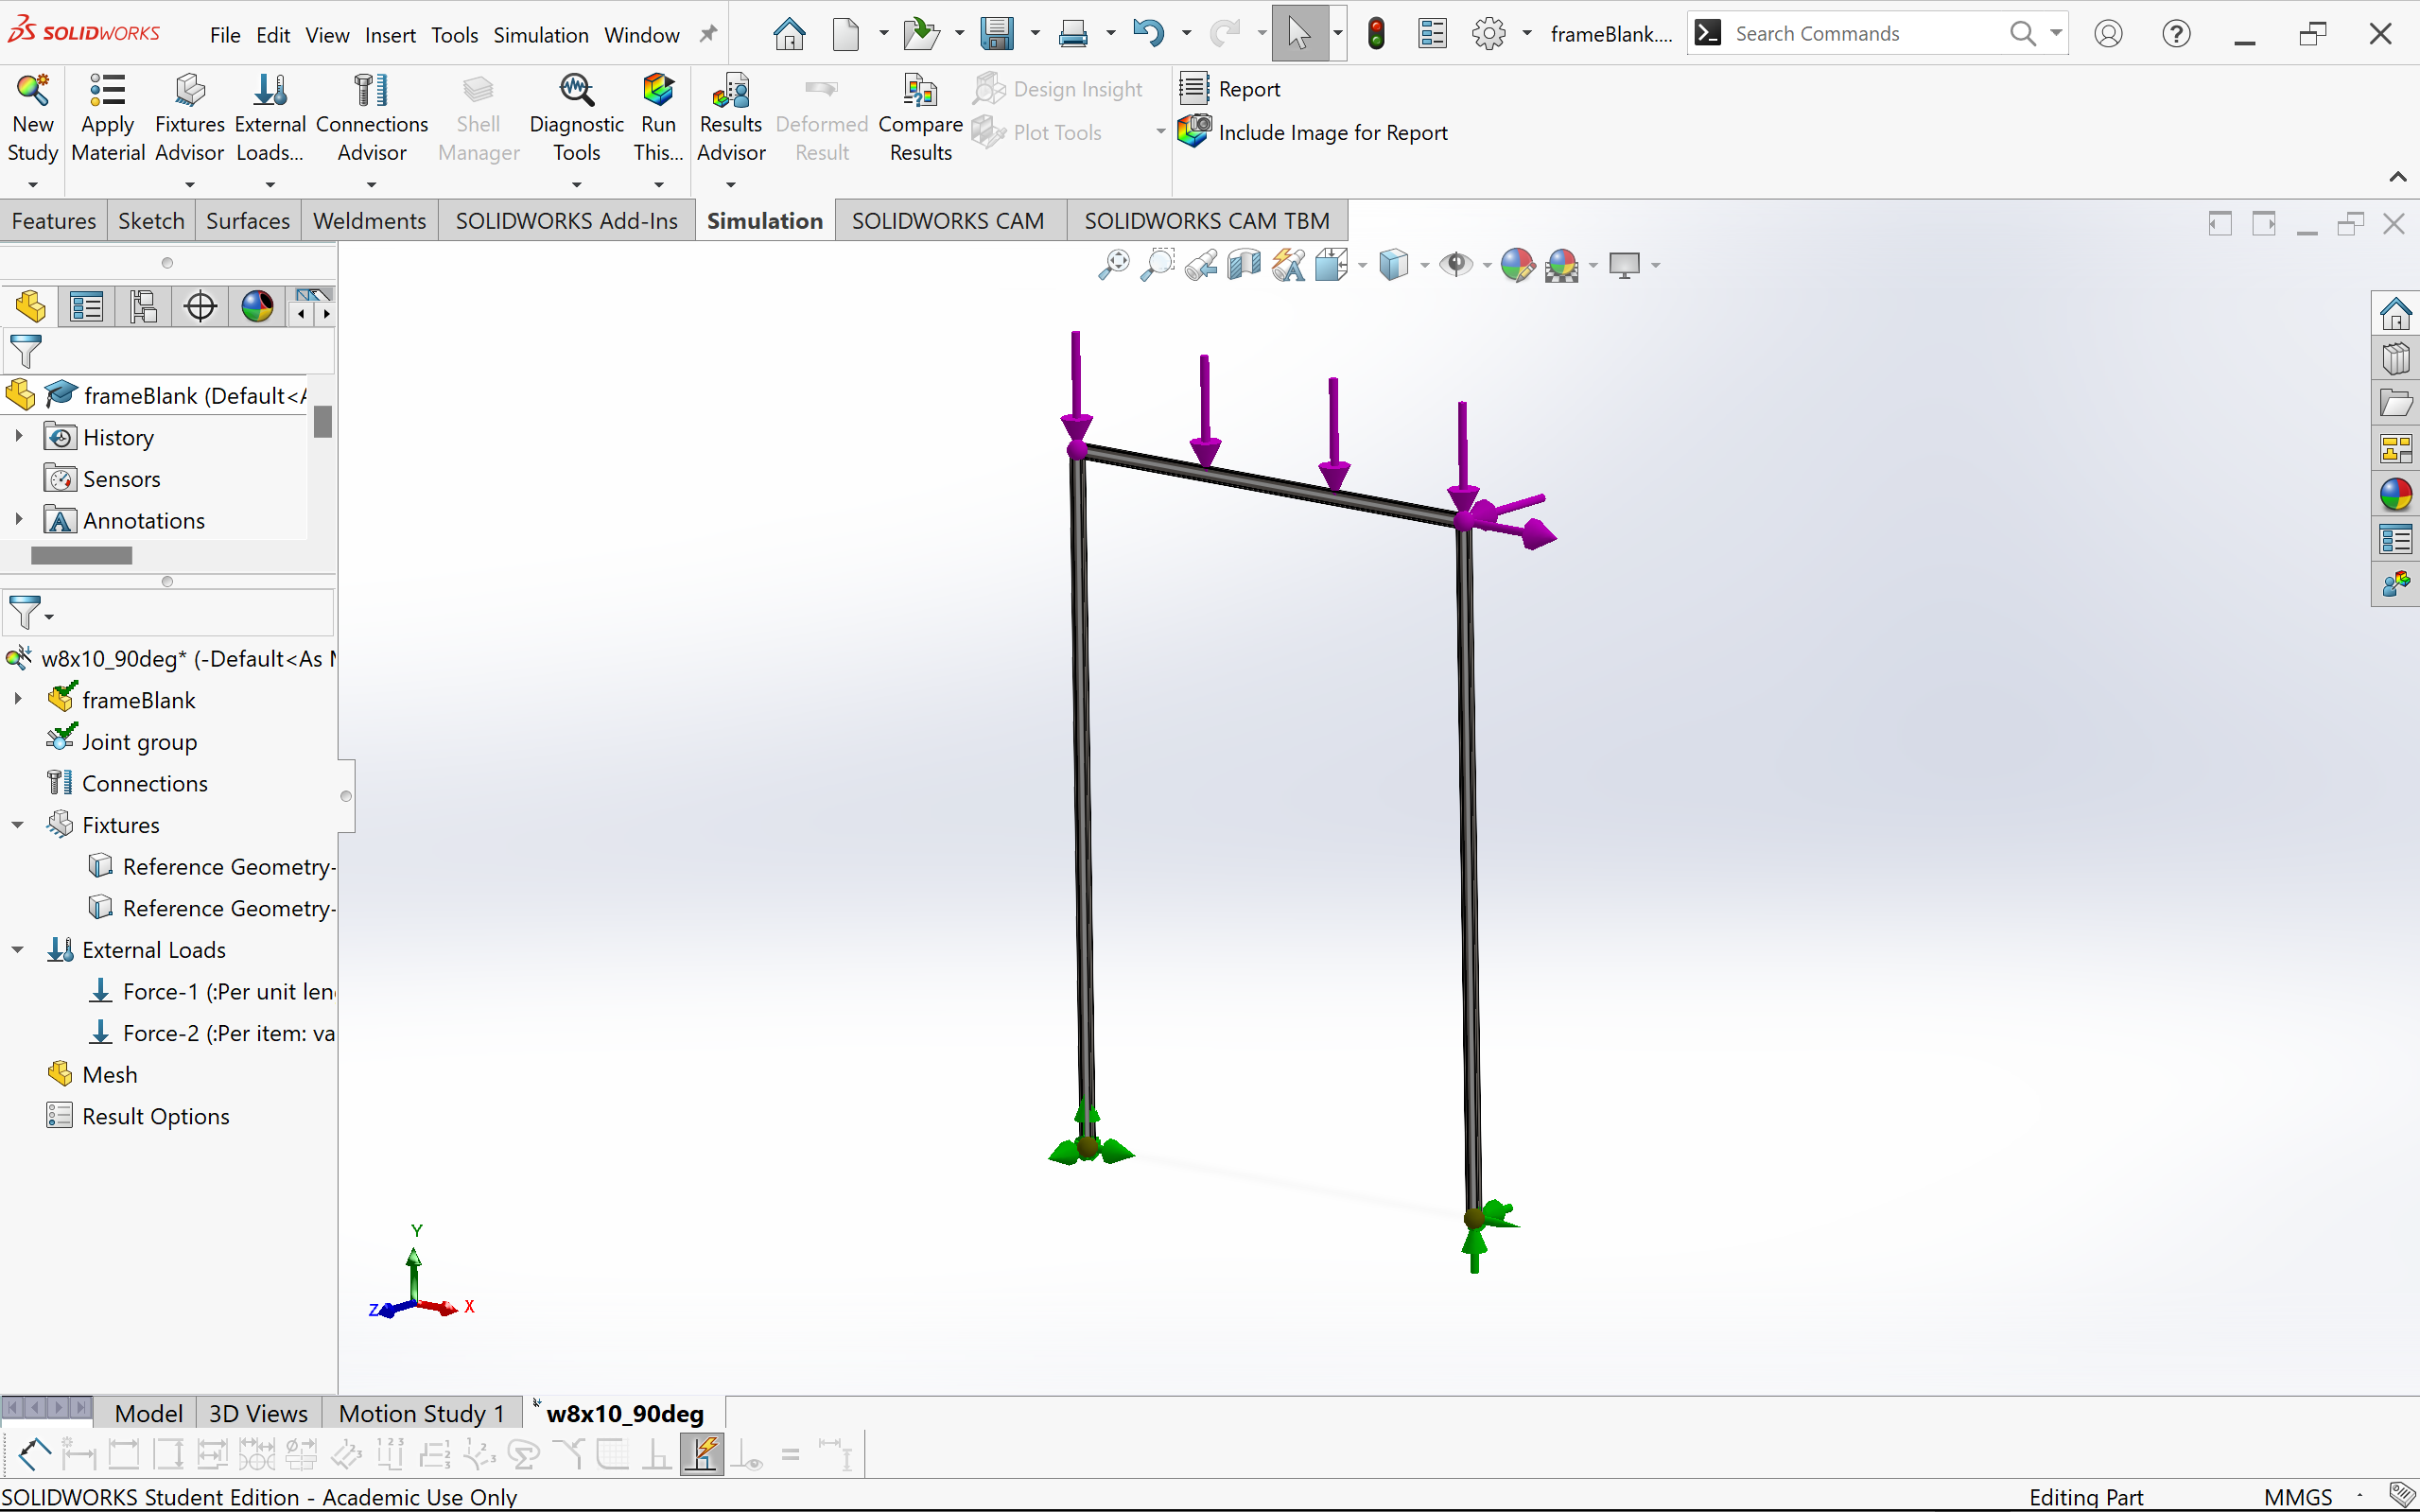 SOLIDWORKS File Edit View Insert Tools Simulation Window frameBlank.... Search Commands
New Study
Apply Material
Fixtures Advisor
External Loads...
Connections Advisor
Shell Manager
Diagnostic Tools
Run This...
Results Advisor
Deformed Result
Compare Results
Design Insight
Plot Tools
Report
Include Image for Report
Features Sketch Surfaces Weldments SOLIDWORKS Add-Ins Simulation SOLIDWORKS CAM SOLIDWORKS CAM TBM
frameBlank (Default<A
History
Sensors
Annotations
w8x10_90deg* (-Default<As M
frameBlank
Joint group
Connections
Fixtures
Reference Geometry-
Reference Geometry-
External Loads
Force-1 (:Per unit len
Force-2 (:Per item: va
Mesh
Result Options
Y
Z X
Model 3D Views Motion Study 1 w8x10_90deg
SOLIDWORKS Student Edition - Academic Use Only Editing Part MMGS